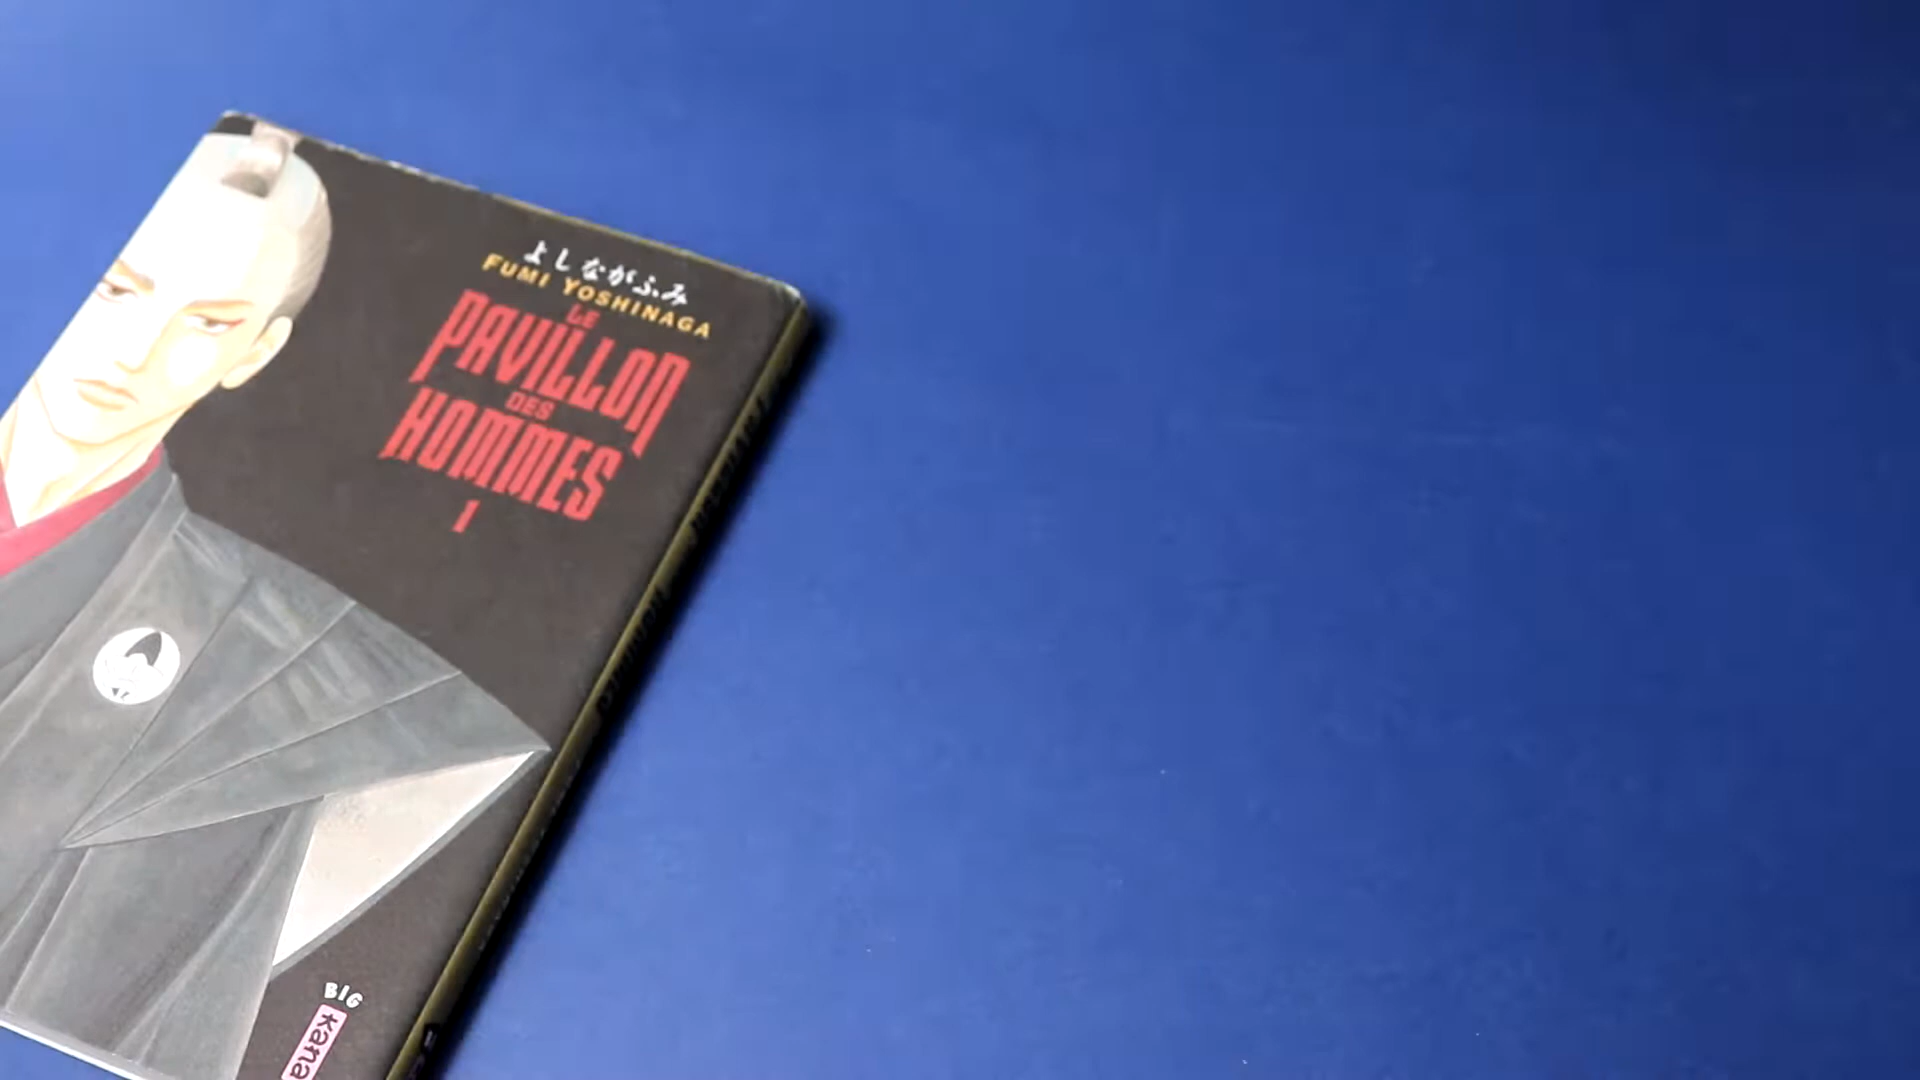 よしながふみ
FUMI YOSHINAGA
LE
PAVILLON
DES
HOMMES
1
BIG
kana